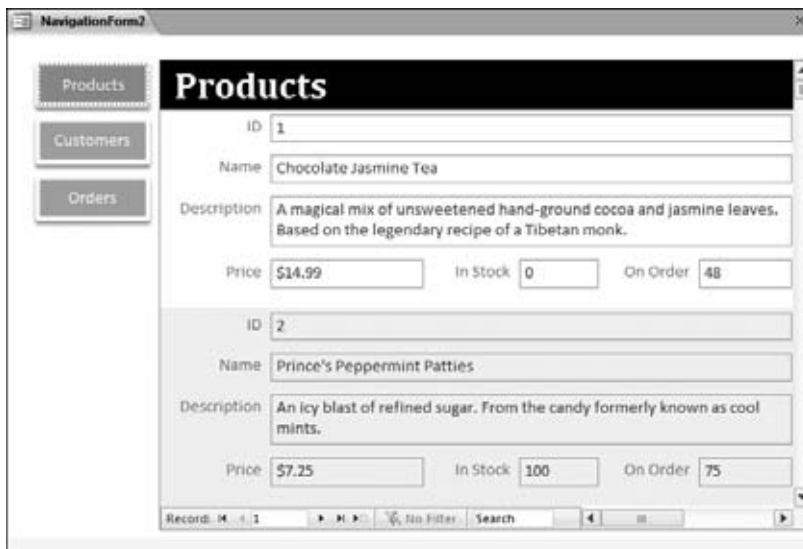 NavigationForm2
Products
Customers
Orders
Products
ID 1
Name Chocolate Jasmine Tea
Description A magical mix of unsweetened hand-ground cocoa and jasmine leaves.
Based on the legendary recipe of a Tibetan monk.
Price $14.99 In Stock 0 On Order 48
ID 2
Name Prince's Peppermint Patties
Description An icy blast of refined sugar. From the candy formerly known as cool
mints.
Price $7.25 In Stock 100 On Order 75
Record: 1 No Filter Search